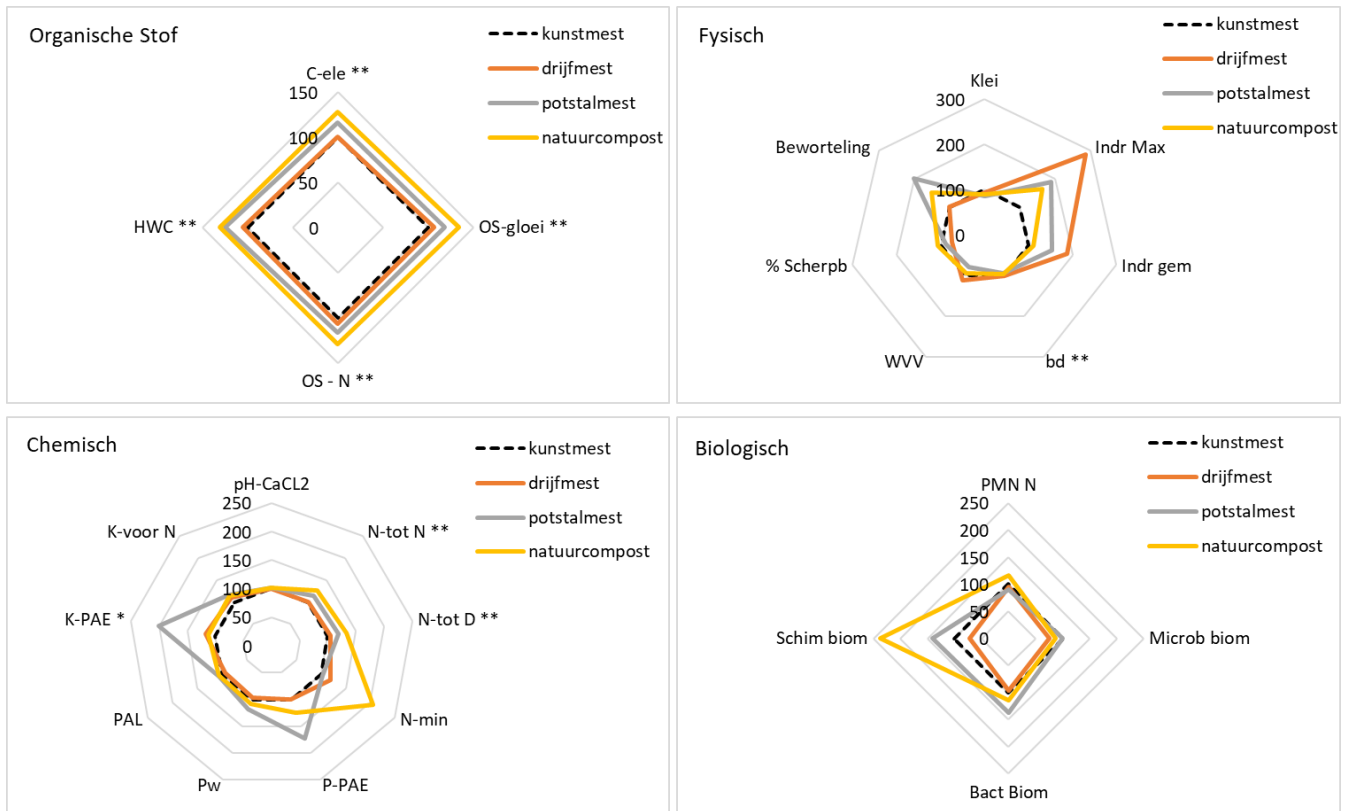 Organische Stof
kunstmest
drijfmest
potstalmest
natuurcompost
C-ele **
150
100
50
0
HWC **
OS-gloei **
OS - N **
Fysisch
kunstmest
drijfmest
potstalmest
natuurcompost
Klei
300
200
100
0
Beworteling
Indr Max
% Scherpb
Indr gem
WVV
bd **
Chemisch
kunstmest
drijfmest
potstalmest
natuurcompost
pH-CaCL2
250
200
150
100
50
0
K-voor N
N-tot N **
K-PAE *
N-tot D **
PAL
N-min
Pw
P-PAE
Biologisch
kunstmest
drijfmest
potstalmest
natuurcompost
PMN N
250
200
150
100
50
0
Schim biom
Microb biom
Bact Biom